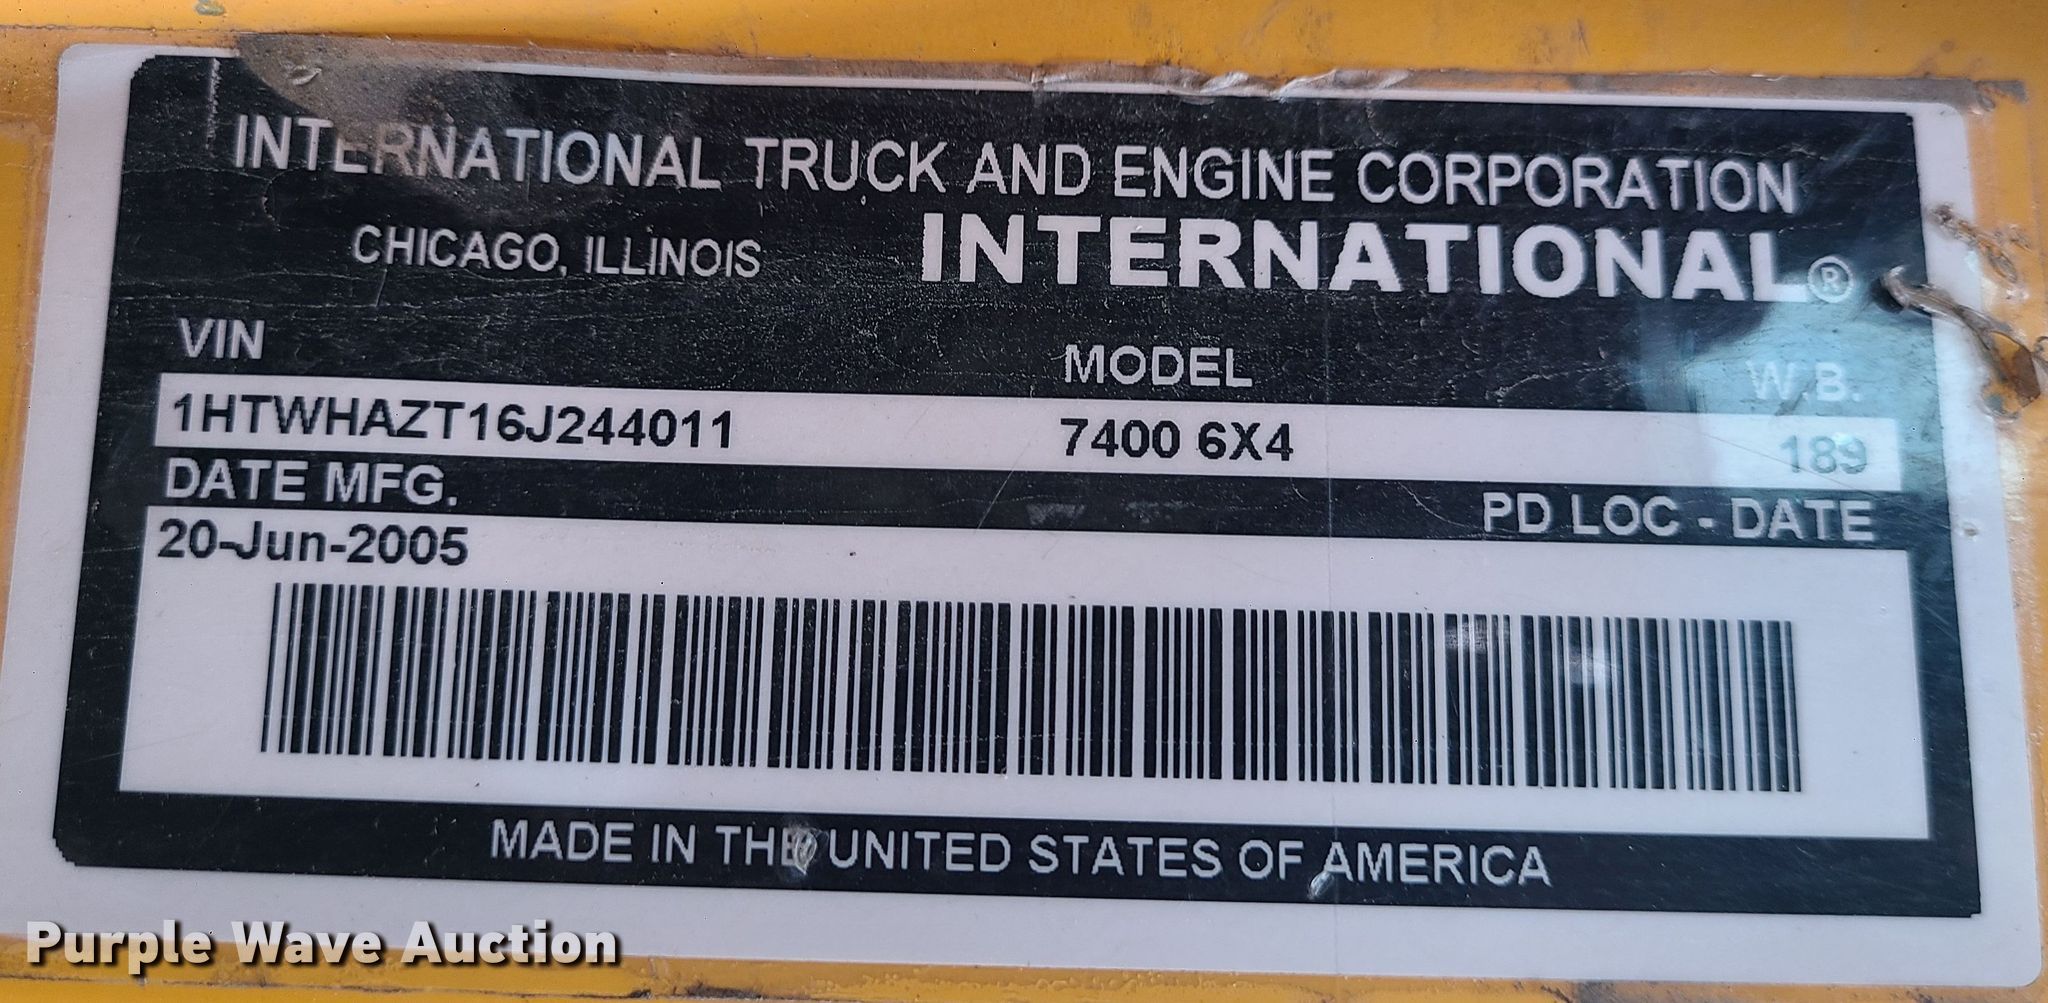 INTERNATIONAL TRUCK AND ENGINE CORPORATION
CHICAGO, ILLINOIS INTERNATIONAL®
VIN MODEL W.B.
1HTWHAZT16J244011 7400 6X4 189
DATE MFG. PD LOC - DATE
20-Jun-2005
MADE IN THE UNITED STATES OF AMERICA
Purple Wave Auction